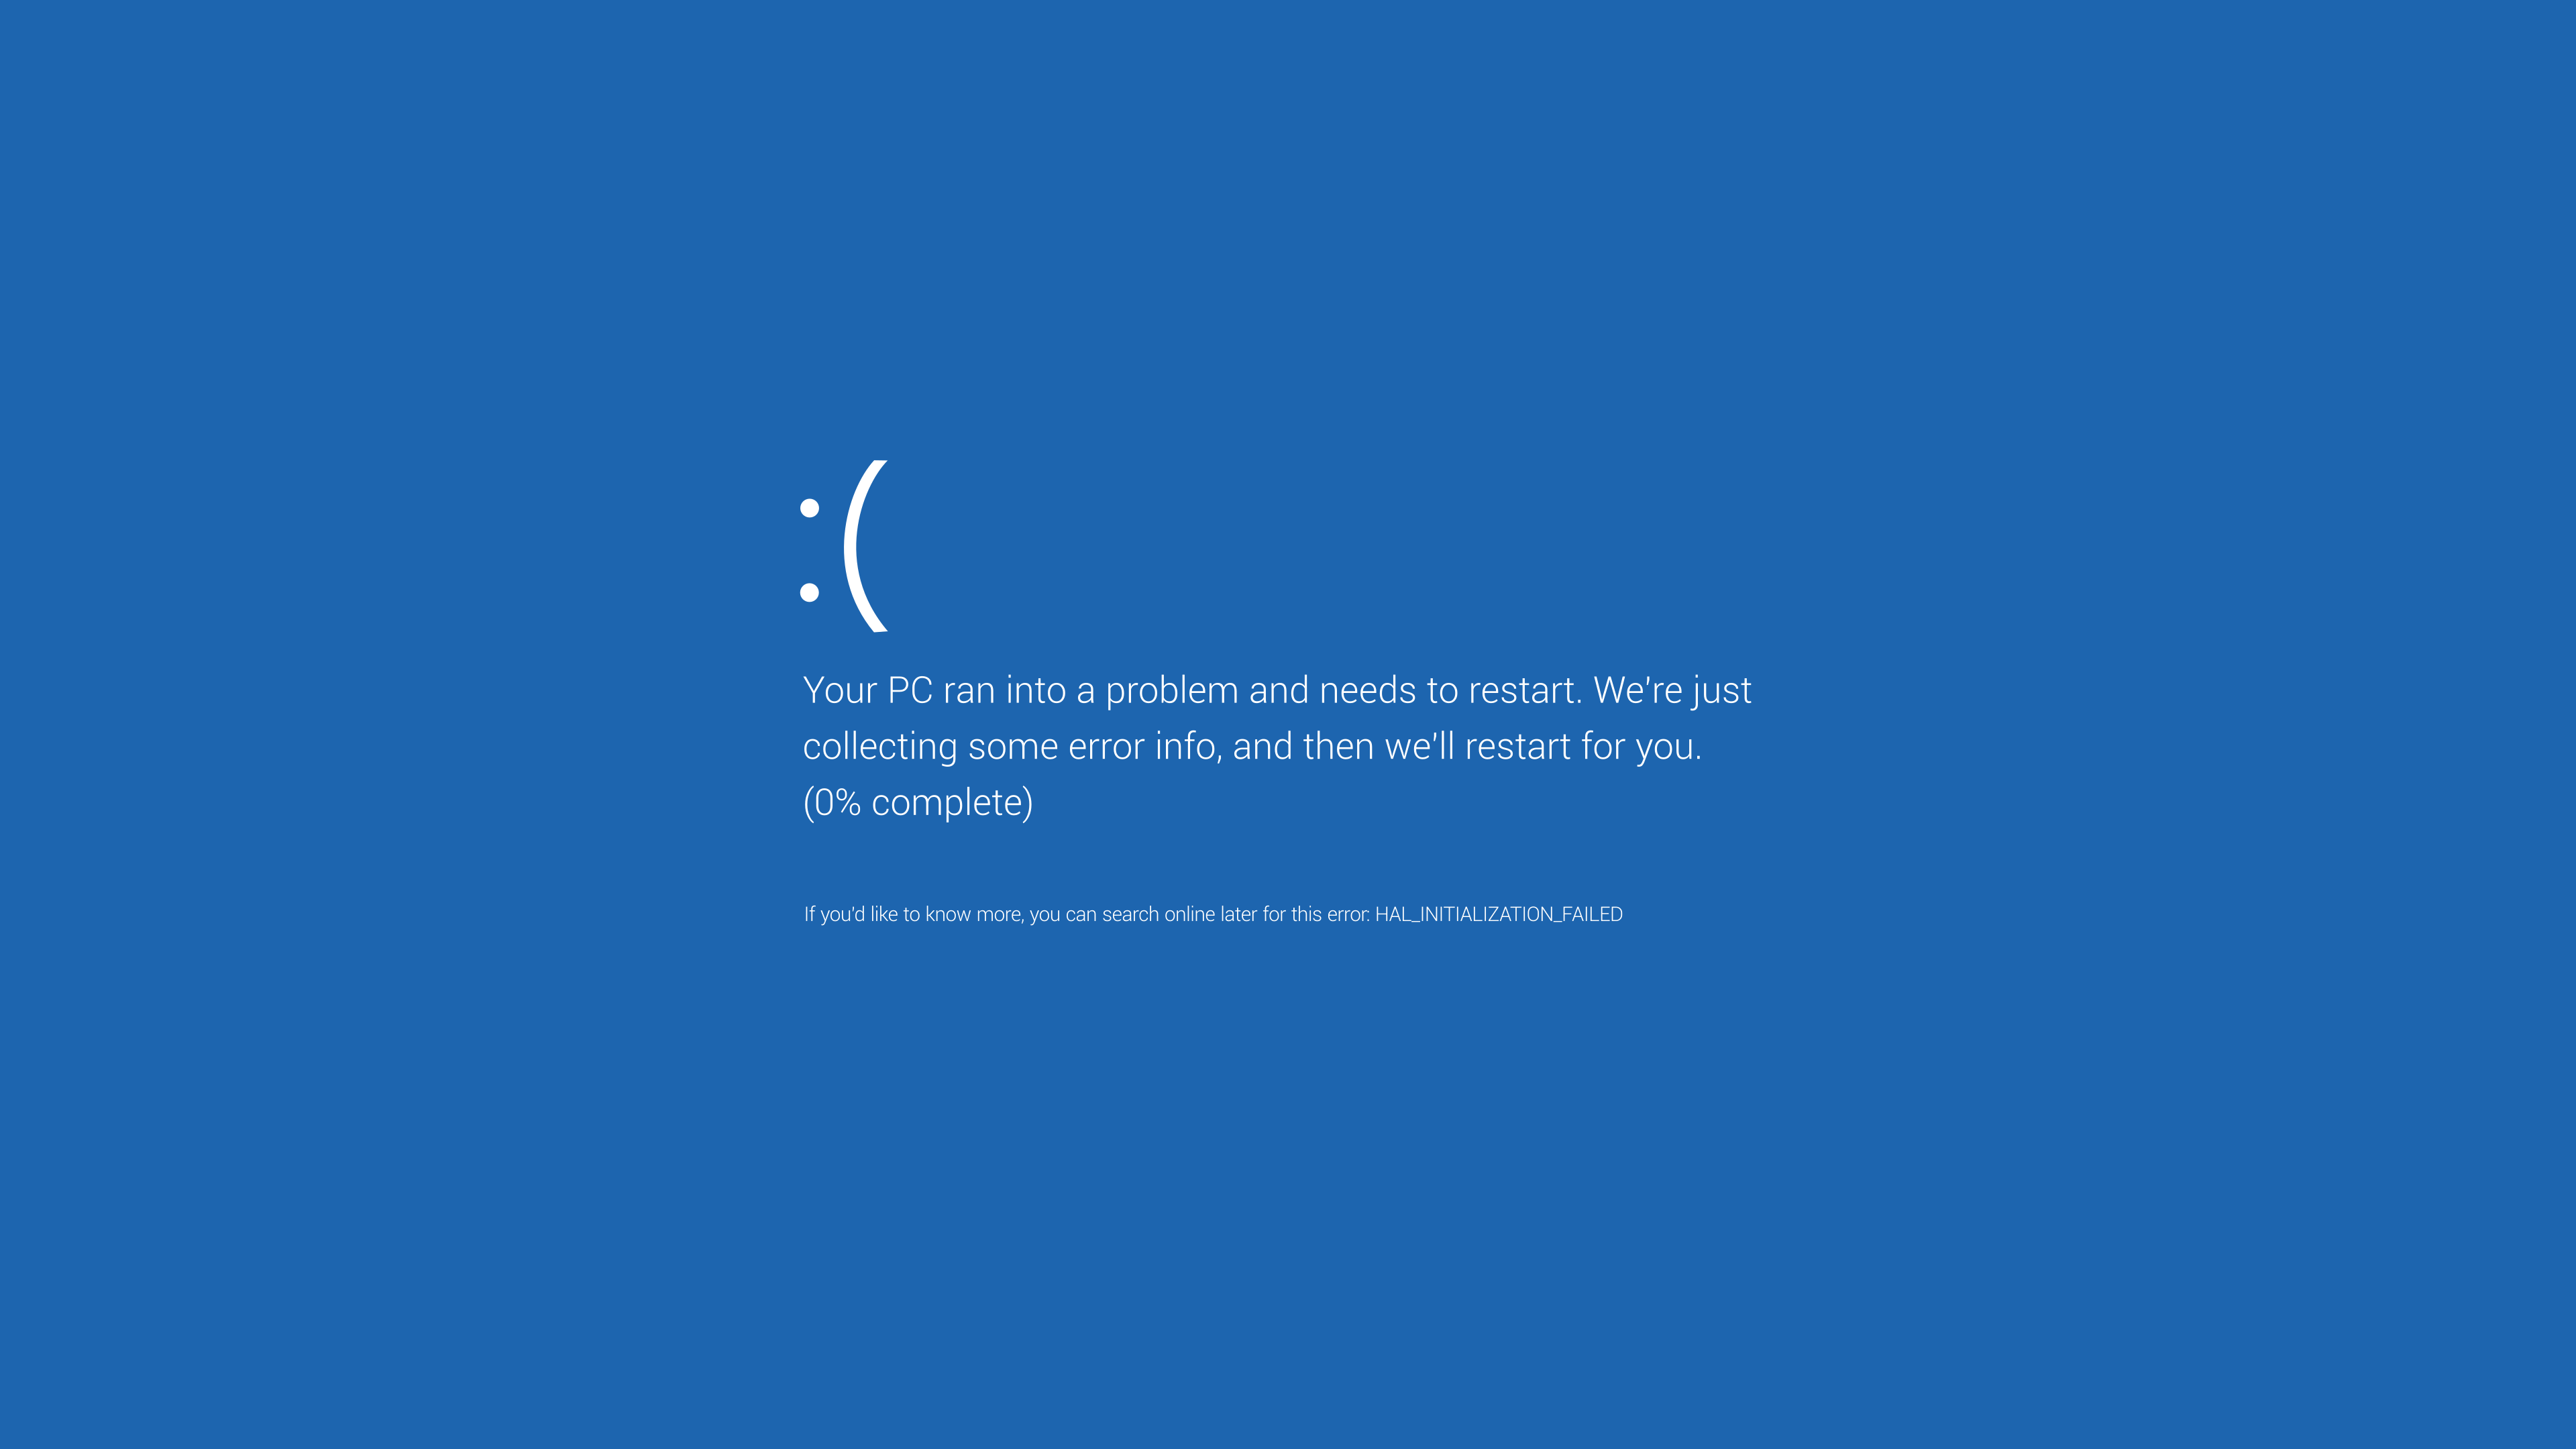 :(
Your PC ran into a problem and needs to restart. We're just
collecting some error info, and then we'll restart for you.
(0% complete)
If you'd like to know more, you can search online later for this error: HAL_INITIALIZATION_FAILED